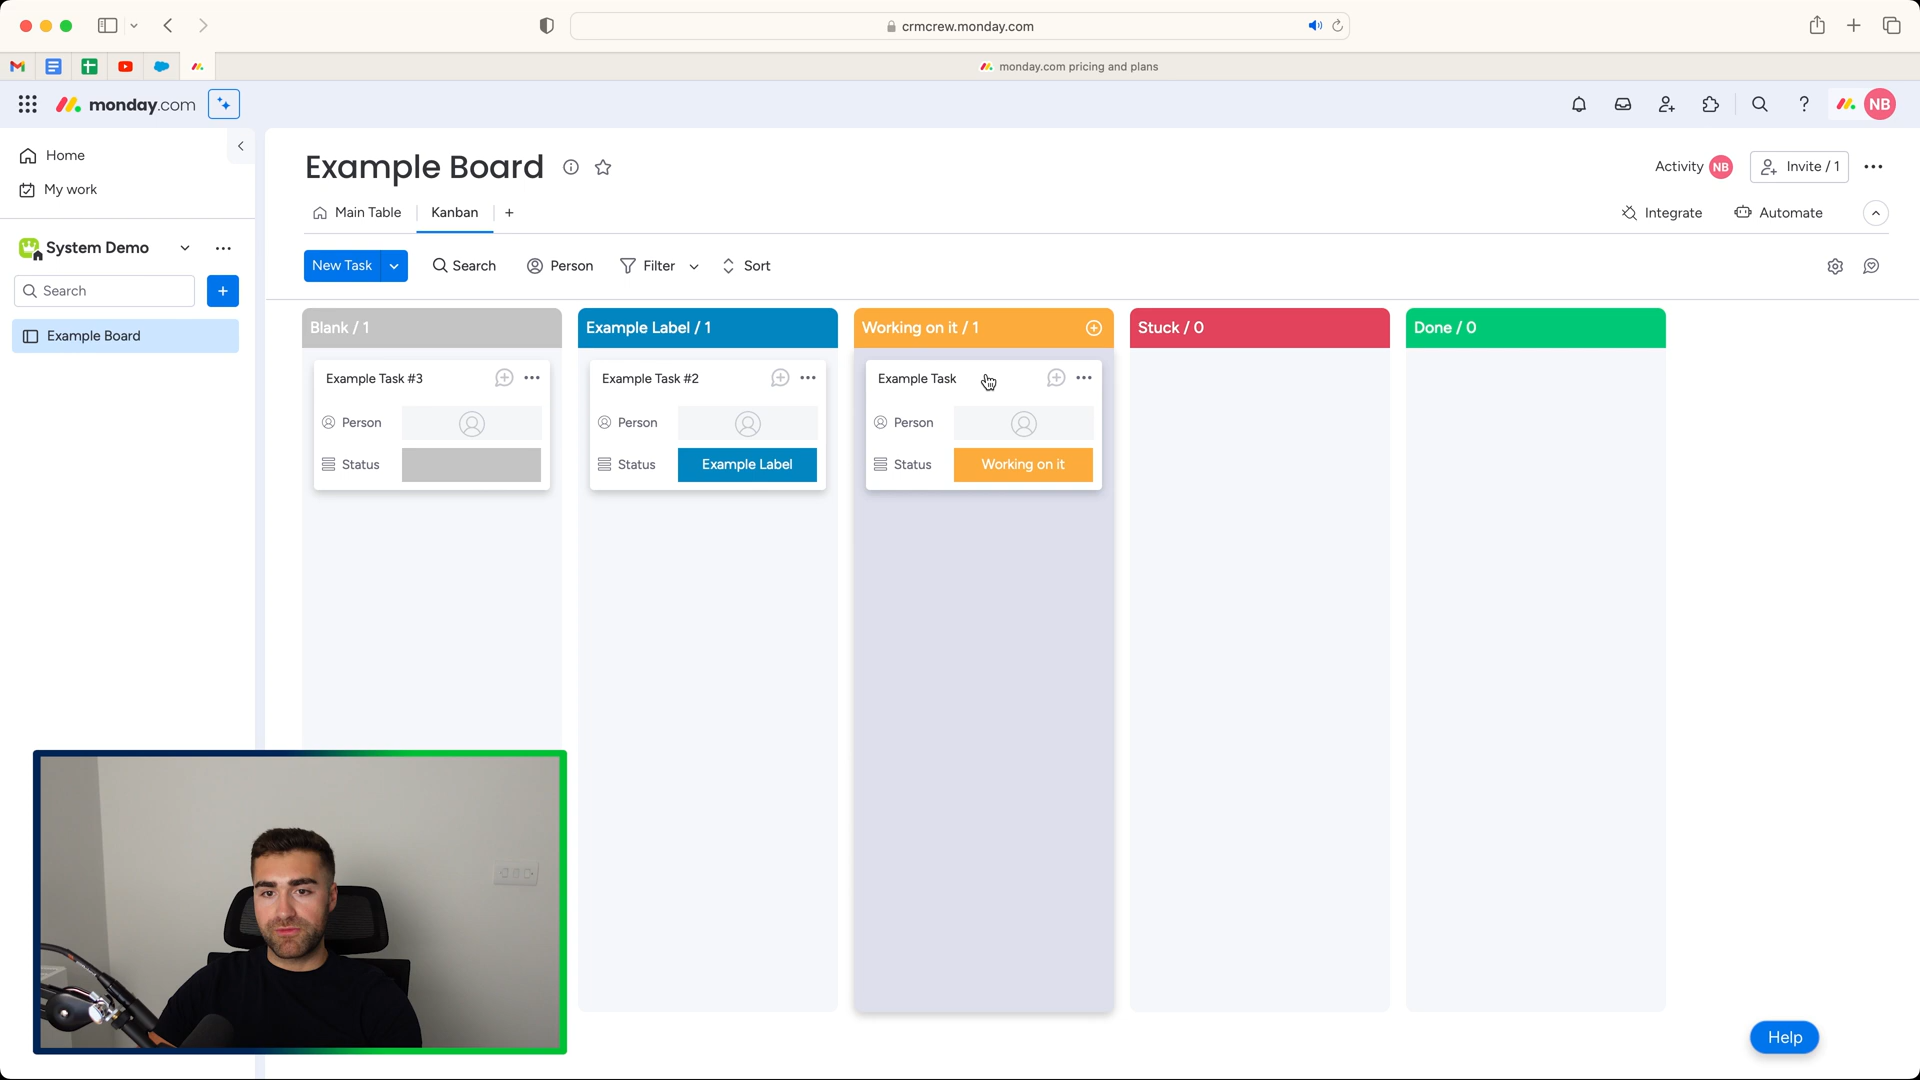 crmcrew.monday.com
monday.com pricing and plans
monday.com
NB
Home
My work
System Demo
Search
Example Board
Example Board
Activity NB
Invite / 1
Main Table
Kanban
Integrate
Automate
New Task
Search
Person
Filter
Sort
Blank / 1
Example Task #3
Person
Status
Example Label / 1
Example Task #2
Person
Status Example Label
Working on it / 1
Example Task
Person
Status Working on it
Stuck / 0
Done / 0
Help